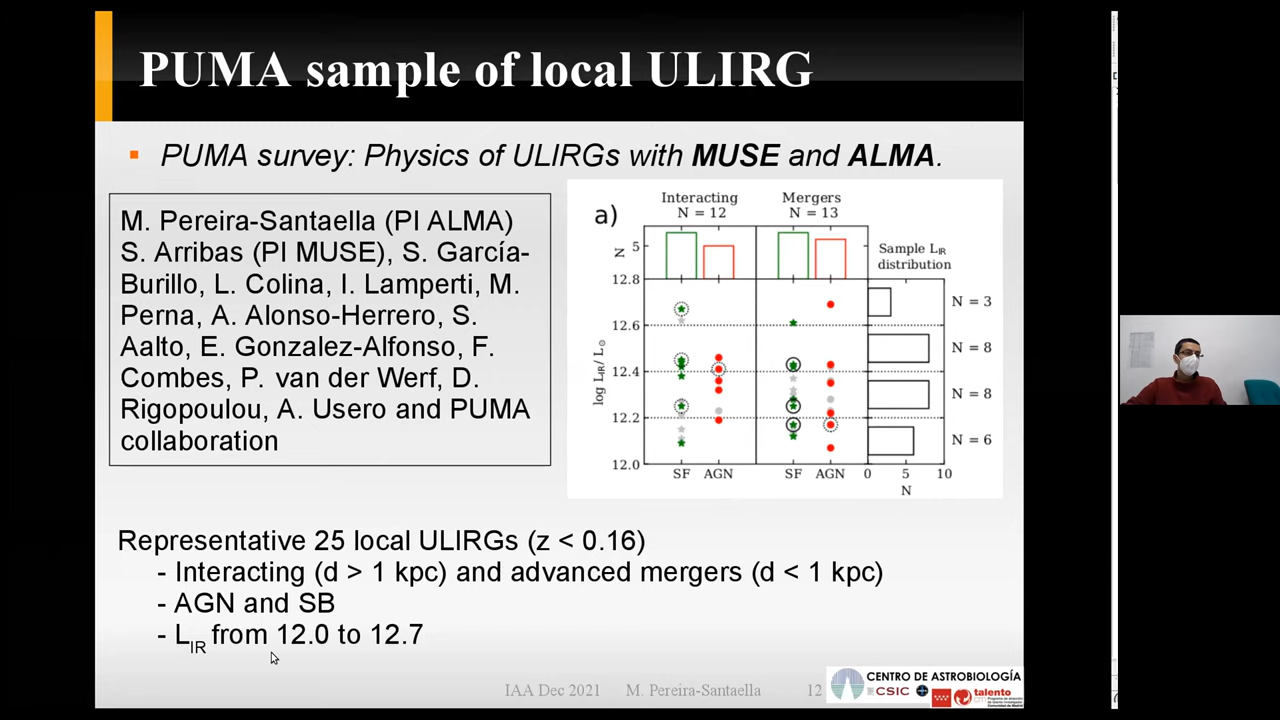 PUMA sample of local ULIRG
PUMA survey: Physics of ULIRGs with MUSE and ALMA.
M. Pereira-Santaella (PI ALMA)
S. Arribas (PI MUSE), S. García-
Burillo, L. Colina, I. Lamperti, M.
Perna, A. Alonso-Herrero, S.
Aalto, E. Gonzalez-Alfonso, F.
Combes, P. van der Werf, D.
Rigopoulou, A. Usero and PUMA
collaboration
a)
Interacting
N = 12
Mergers
N = 13
N
5
Sample LIR
distribution
12.8
12.6
12.4
12.2
12.0
log LIR/ L⊙
N = 3
N = 8
N = 8
N = 6
SF AGN SF AGN
0 5 10
N
Representative 25 local ULIRGs (z < 0.16)
- Interacting (d > 1 kpc) and advanced mergers (d < 1 kpc)
- AGN and SB
- LIR from 12.0 to 12.7
IAA Dec 2021 M. Pereira-Santaella 12
CENTRO DE ASTROBIOLOGÍA
CSIC
talento